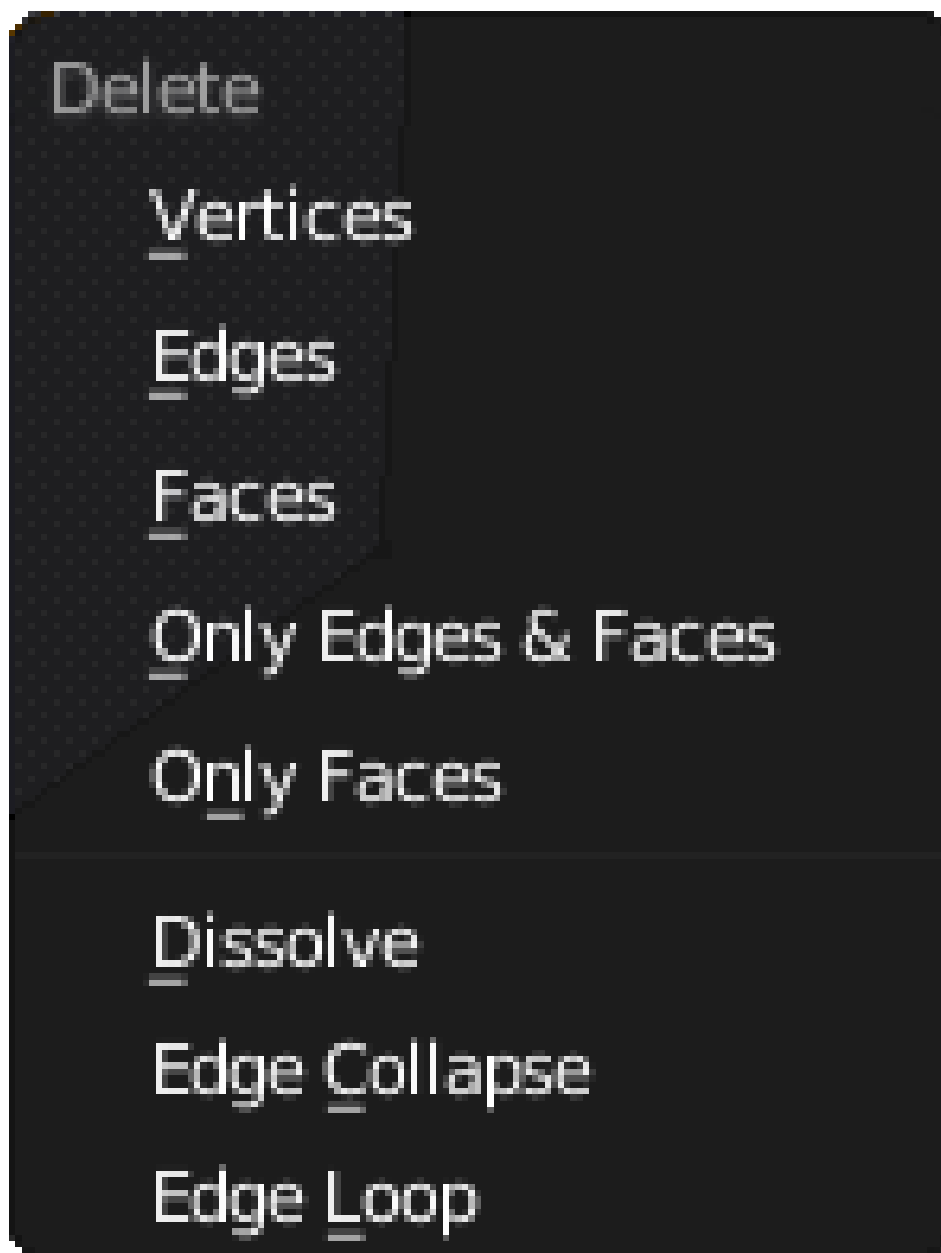 Delete
Vertices
Edges
Faces
Only Edges & Faces
Only Faces
Dissolve
Edge Collapse
Edge Loop